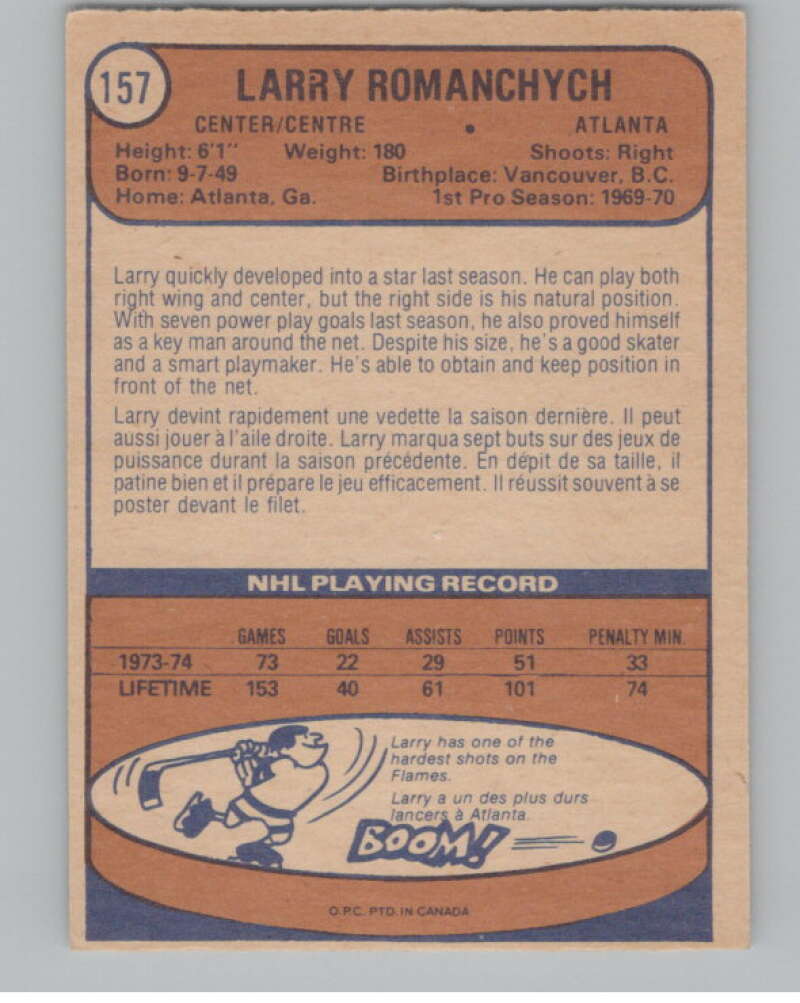 157
LARRY ROMANCHYCH
CENTER/CENTRE • ATLANTA
Height: 6'1" Weight: 180 Shoots: Right
Born: 9-7-49 Birthplace: Vancouver, B.C.
Home: Atlanta, Ga. 1st Pro Season: 1969-70
Larry quickly developed into a star last season. He can play both
right wing and center, but the right side is his natural position.
With seven power play goals last season, he also proved himself
as a key man around the net. Despite his size, he's a good skater
and a smart playmaker. He's able to obtain and keep position in
front of the net.
Larry devint rapidement une vedette la saison dernière. Il peut
aussi jouer à l'aile droite. Larry marqua sept buts sur des jeux de
puissance durant la saison précédente. En dépit de sa taille, il
patine bien et il prépare le jeu efficacement. Il réussit souvent à se
poster devant le filet.
NHL PLAYING RECORD
GAMES GOALS ASSISTS POINTS PENALTY MIN.
1973-74 73 22 29 51 33
LIFETIME 153 40 61 101 74
Larry has one of the
hardest shots on the
Flames.
Larry a un des plus durs
lancers à Atlanta.
BOOM!
O.P.C. PTD. IN CANADA